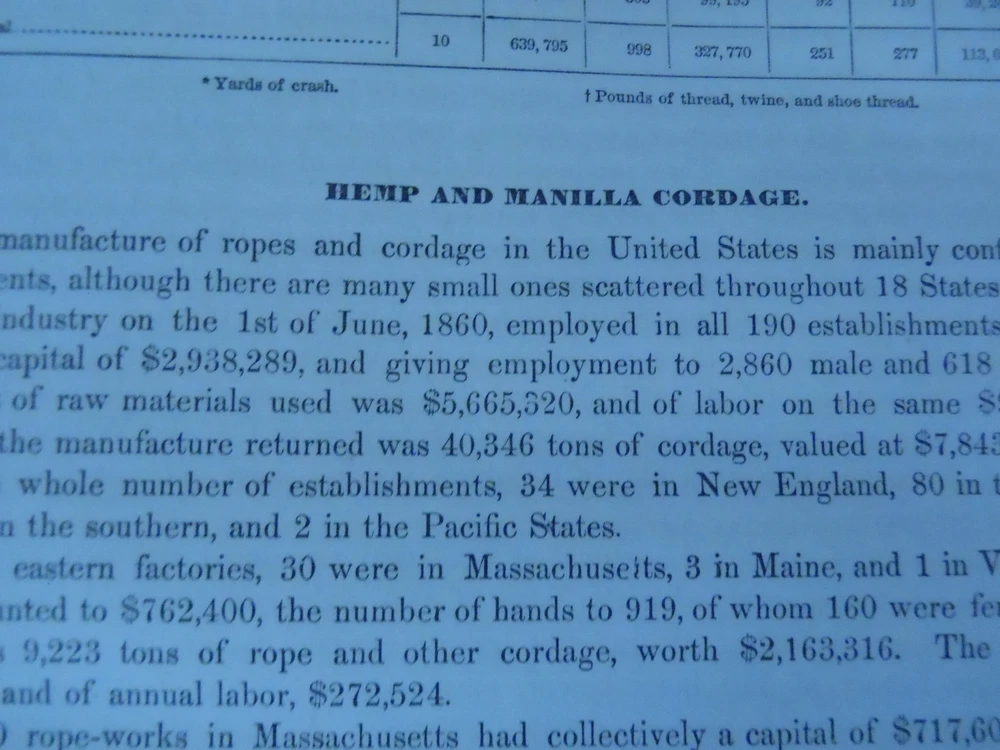 10 639,795 998 327,770 251 277
* Yards of crash.
† Pounds of thread, twine, and shoe thread.
HEMP AND MANILLA CORDAGE.
manufacture of ropes and cordage in the United States is mainly
although there are many small ones scattered throughout 18 States
on the 1st of June, 1860, employed in all 190 establishments
capital of $2,938,289, and giving employment to 2,860 male and 618
of raw materials used was $5,665,320, and of labor on the same
the manufacture returned was 40,346 tons of cordage, valued at
whole number of establishments, 34 were in New England, 80 in
the southern, and 2 in the Pacific States.
eastern factories, 30 were in Massachusetts, 3 in Maine, and 1 in
to $762,400, the number of hands to 919, of whom 160 were
9,223 tons of rope and other cordage, worth $2,163,316. The
and of annual labor, $272,524.
rope-works in Massachusetts had collectively a capital of